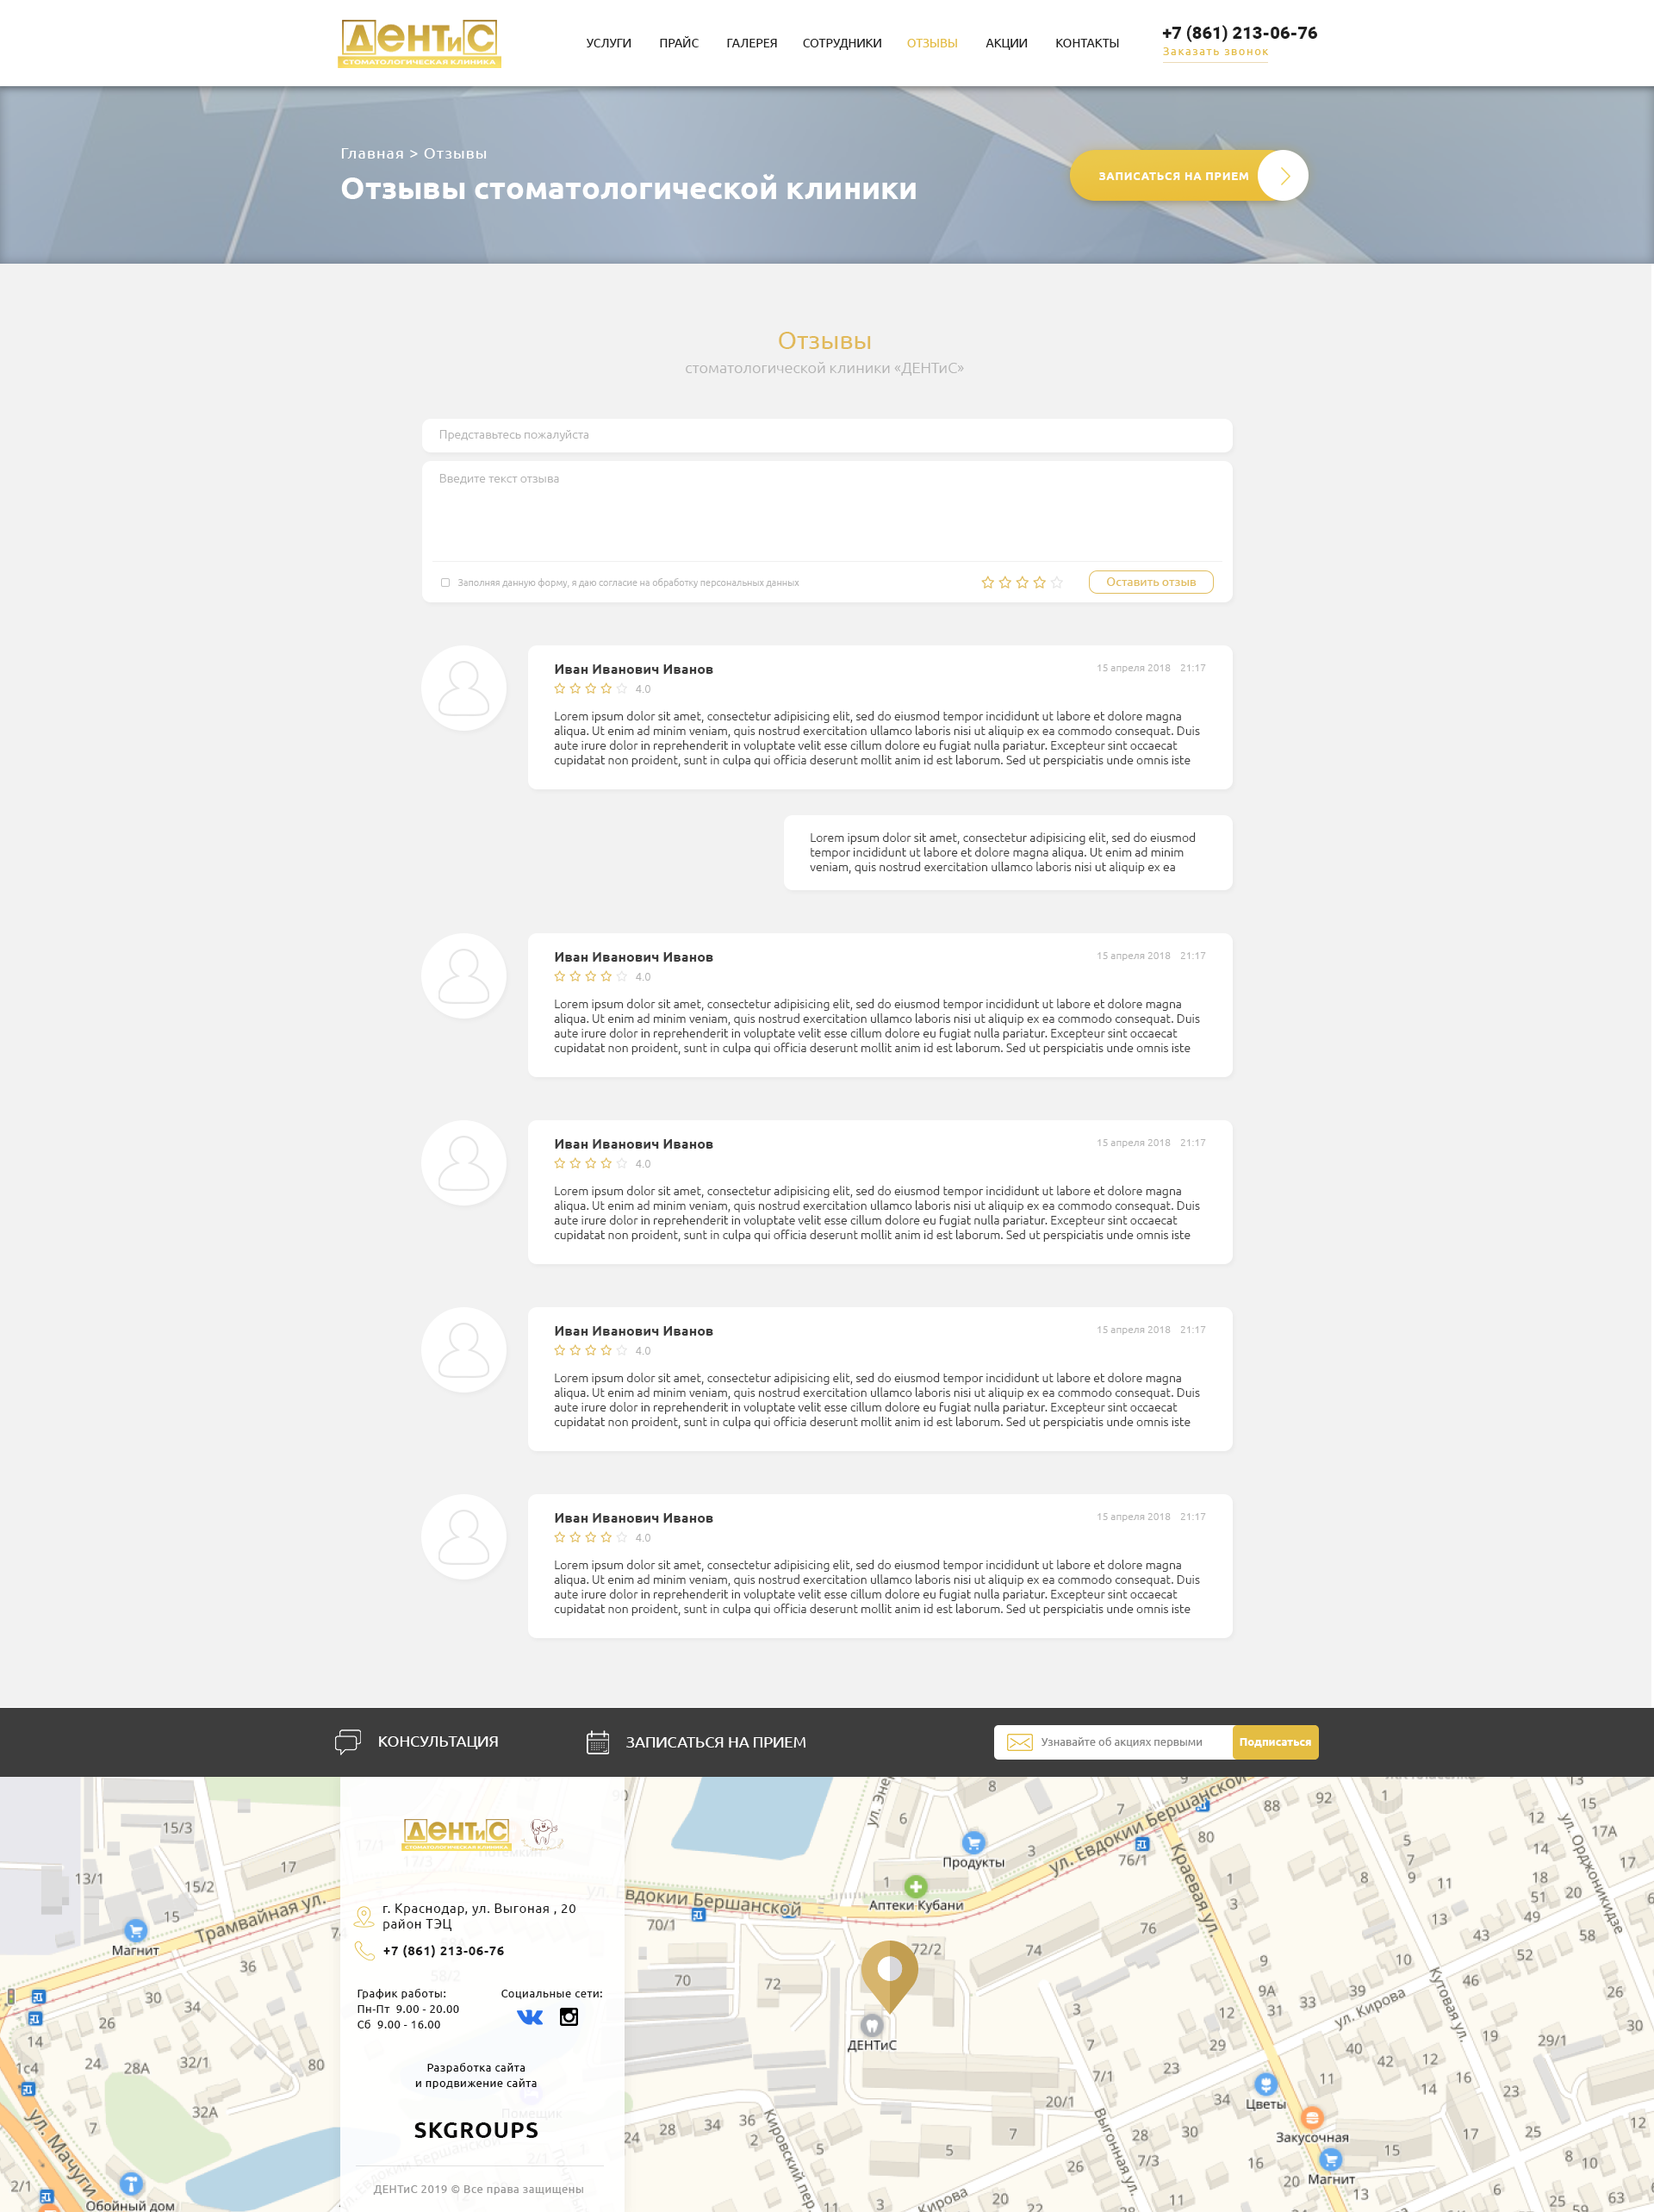 ДЕНТиС
СТОМАТОЛОГИЧЕСКАЯ КЛИНИКА
УСЛУГИ ПРАЙС ГАЛЕРЕЯ СОТРУДНИКИ ОТЗЫВЫ АКЦИИ КОНТАКТЫ
+7 (861) 213-06-76
Заказать звонок
Главная > Отзывы
Отзывы стоматологической клиники
ЗАПИСАТЬСЯ НА ПРИЕМ
Отзывы
стоматологической клиники «ДЕНТиС»
Представьтесь пожалуйста
Введите текст отзыва
Заполняя данную форму, я даю согласие на обработку персональных данных
Оставить отзыв
Иван Иванович Иванов 15 апреля 2018 21:17
4.0
Lorem ipsum dolor sit amet, consectetur adipisicing elit, sed do eiusmod tempor incididunt ut labore et dolore magna
aliqua. Ut enim ad minim veniam, quis nostrud exercitation ullamco laboris nisi ut aliquip ex ea commodo consequat. Duis
aute irure dolor in reprehenderit in voluptate velit esse cillum dolore eu fugiat nulla pariatur. Excepteur sint occaecat
cupidatat non proident, sunt in culpa qui officia deserunt mollit anim id est laborum. Sed ut perspiciatis unde omnis iste
Lorem ipsum dolor sit amet, consectetur adipisicing elit, sed do eiusmod
tempor incididunt ut labore et dolore magna aliqua. Ut enim ad minim
veniam, quis nostrud exercitation ullamco laboris nisi ut aliquip ex ea
Иван Иванович Иванов 15 апреля 2018 21:17
4.0
Lorem ipsum dolor sit amet, consectetur adipisicing elit, sed do eiusmod tempor incididunt ut labore et dolore magna
aliqua. Ut enim ad minim veniam, quis nostrud exercitation ullamco laboris nisi ut aliquip ex ea commodo consequat. Duis
aute irure dolor in reprehenderit in voluptate velit esse cillum dolore eu fugiat nulla pariatur. Excepteur sint occaecat
cupidatat non proident, sunt in culpa qui officia deserunt mollit anim id est laborum. Sed ut perspiciatis unde omnis iste
Иван Иванович Иванов 15 апреля 2018 21:17
4.0
Lorem ipsum dolor sit amet, consectetur adipisicing elit, sed do eiusmod tempor incididunt ut labore et dolore magna
aliqua. Ut enim ad minim veniam, quis nostrud exercitation ullamco laboris nisi ut aliquip ex ea commodo consequat. Duis
aute irure dolor in reprehenderit in voluptate velit esse cillum dolore eu fugiat nulla pariatur. Excepteur sint occaecat
cupidatat non proident, sunt in culpa qui officia deserunt mollit anim id est laborum. Sed ut perspiciatis unde omnis iste
Иван Иванович Иванов 15 апреля 2018 21:17
4.0
Lorem ipsum dolor sit amet, consectetur adipisicing elit, sed do eiusmod tempor incididunt ut labore et dolore magna
aliqua. Ut enim ad minim veniam, quis nostrud exercitation ullamco laboris nisi ut aliquip ex ea commodo consequat. Duis
aute irure dolor in reprehenderit in voluptate velit esse cillum dolore eu fugiat nulla pariatur. Excepteur sint occaecat
cupidatat non proident, sunt in culpa qui officia deserunt mollit anim id est laborum. Sed ut perspiciatis unde omnis iste
Иван Иванович Иванов 15 апреля 2018 21:17
4.0
Lorem ipsum dolor sit amet, consectetur adipisicing elit, sed do eiusmod tempor incididunt ut labore et dolore magna
aliqua. Ut enim ad minim veniam, quis nostrud exercitation ullamco laboris nisi ut aliquip ex ea commodo consequat. Duis
aute irure dolor in reprehenderit in voluptate velit esse cillum dolore eu fugiat nulla pariatur. Excepteur sint occaecat
cupidatat non proident, sunt in culpa qui officia deserunt mollit anim id est laborum. Sed ut perspiciatis unde omnis iste
КОНСУЛЬТАЦИЯ
ЗАПИСАТЬСЯ НА ПРИЕМ
Узнавайте об акциях первыми
Подписаться
ДЕНТиС
СТОМАТОЛОГИЧЕСКАЯ КЛИНИКА
г. Краснодар, ул. Выгоная , 20
район ТЭЦ
+7 (861) 213-06-76
График работы:
Пн-Пт 9.00 - 20.00
Сб 9.00 - 16.00
Социальные сети:
Разработка сайта
и продвижение сайта
SKGROUPS
ДЕНТиС 2019 © Все права защищены
Трамвайная ул.
Магнит
ул. Мачуги
Обойный дом
ул. Евдокии Бершанской
Продукты
Аптеки Кубани
ДЕНТиС
ул. Евдокии Бершанской
Краевая ул.
ул. Орджоникидзе
ул. Кирова
Кутовая ул.
Цветы
Закусочная
Магнит
Выгонная ул.
Кировский пер.
Кирова